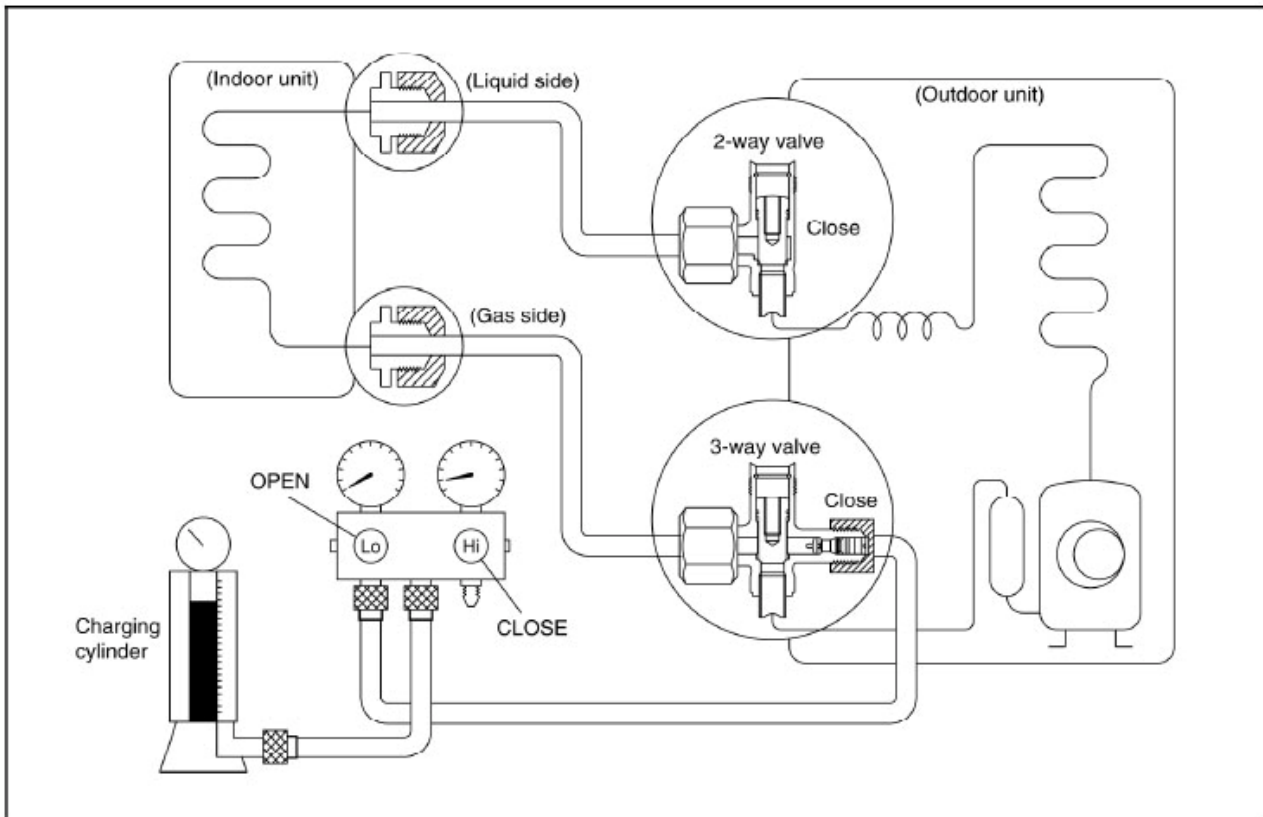 (Indoor unit)
(Liquid side)
(Outdoor unit)
2-way valve
Close
(Gas side)
3-way valve
Close
OPEN
Lo
Hi
CLOSE
Charging
cylinder